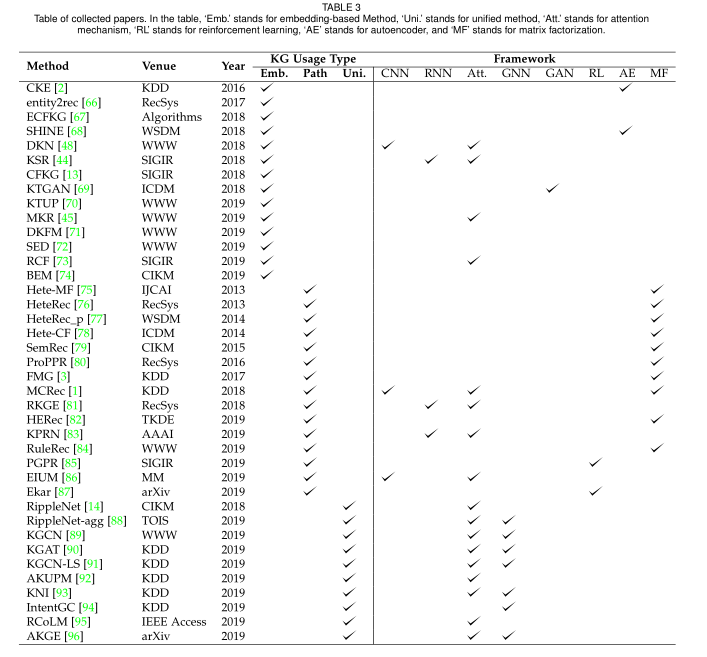 TABLE 3
Table of collected papers. In the table, ‘Emb.’ stands for embedding-based Method, ‘Uni.’ stands for unified method, ‘Att.’ stands for attention
mechanism, ‘RL’ stands for reinforcement learning, ‘AE’ stands for autoencoder, and ‘MF’ stands for matrix factorization.
Method Venue Year KG Usage Type Framework
Emb. Path Uni. CNN RNN Att. GNN GAN RL AE MF
CKE [2] KDD 2016 ✓ ✓
entity2rec [66] RecSys 2017 ✓
ECFKG [67] Algorithms 2018 ✓
SHINE [68] WSDM 2018 ✓ ✓
DKN [48] WWW 2018 ✓ ✓ ✓
KSR [44] SIGIR 2018 ✓ ✓ ✓
CFKG [13] SIGIR 2018 ✓
KTGAN [69] ICDM 2018 ✓ ✓
KTUP [70] WWW 2019 ✓
MKR [45] WWW 2019 ✓ ✓
DKFM [71] WWW 2019 ✓
SED [72] WWW 2019 ✓
RCF [73] SIGIR 2019 ✓ ✓
BEM [74] CIKM 2019 ✓
Hete-MF [75] IJCAI 2013 ✓ ✓
HeteRec [76] RecSys 2013 ✓ ✓
HeteRec_p [77] WSDM 2014 ✓ ✓
Hete-CF [78] ICDM 2014 ✓ ✓
SemRec [79] CIKM 2015 ✓ ✓
ProPPR [80] RecSys 2016 ✓ ✓
FMG [3] KDD 2017 ✓ ✓
MCRec [1] KDD 2018 ✓ ✓ ✓ ✓
RKGE [81] RecSys 2018 ✓ ✓ ✓
HERec [82] TKDE 2019 ✓ ✓
KPRN [83] AAAI 2019 ✓ ✓ ✓
RuleRec [84] WWW 2019 ✓ ✓
PGPR [85] SIGIR 2019 ✓ ✓
EIUM [86] MM 2019 ✓ ✓ ✓
Ekar [87] arXiv 2019 ✓ ✓
RippleNet [14] CIKM 2018 ✓ ✓
RippleNet-agg [88] TOIS 2019 ✓ ✓ ✓
KGCN [89] WWW 2019 ✓ ✓ ✓
KGAT [90] KDD 2019 ✓ ✓ ✓
KGCN-LS [91] KDD 2019 ✓ ✓ ✓
AKUPM [92] KDD 2019 ✓ ✓
KNI [93] KDD 2019 ✓ ✓ ✓
IntentGC [94] KDD 2019 ✓ ✓
RCoLM [95] IEEE Access 2019 ✓ ✓
AKGE [96] arXiv 2019 ✓ ✓ ✓